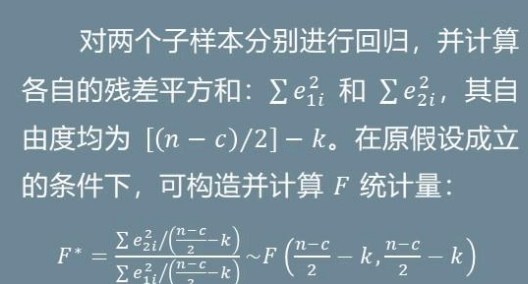 对两个子样本分别进行回归，并计算
各自的残差平方和：∑e²₁ᵢ 和 ∑e²₂ᵢ，其自
由度均为 [(n − c)/2] − k。在原假设成立
的条件下，可构造并计算 F 统计量：
F* = ∑e²₂ᵢ/((n−c)/2 − k) / ∑e²₁ᵢ/((n−c)/2 − k) ~F((n−c)/2 − k, (n−c)/2 − k)